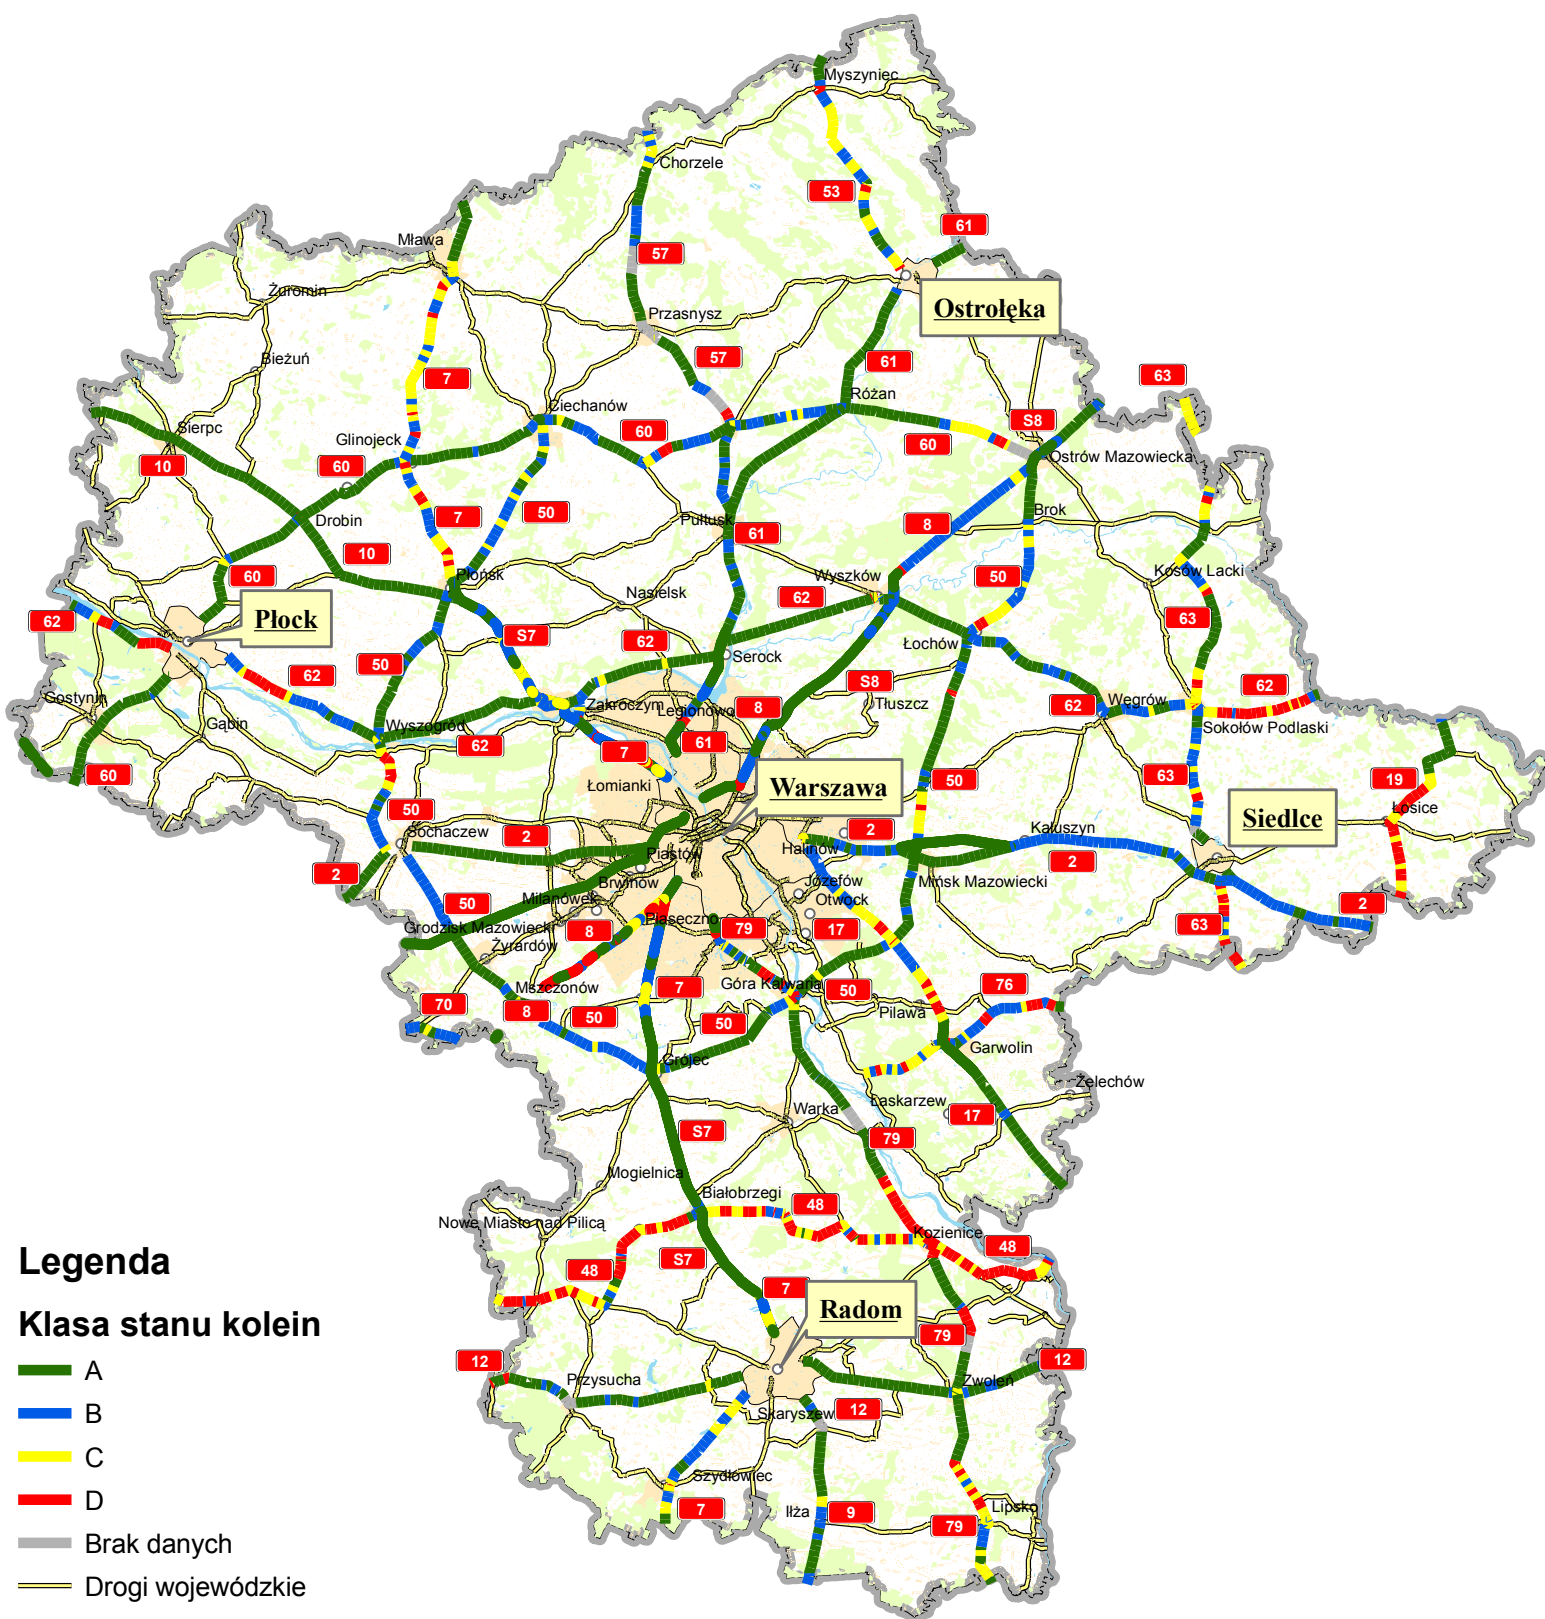 Myszyniec
Chorzele
53
61
Mława
57
Ostrołęka
Żuromin
Przasnysz
57
61
63
Bieżuń
7
Różan
Ciechanów
S8
Sierpc
Glinojeck
60
60
Ostrów Mazowiecka
10
60
Drobin
7
50
Pułtusk
61
8
Brok
10
60
Płońsk
Wyszków
50
Kosów Lacki
Nasielsk
62
62
Płock
S7
62
Łochów
63
50
62
Serock
S8
62
Gostynin
Gąbin
Wyszogród
Zakroczym
Legionowo
8
Tłuszcz
62
Węgrów
Sokołów Podlaski
62
7
61
60
Łomianki
Warszawa
50
63
19
50
Sochaczew
2
Halinów
2
Kałuszyn
Siedlce
Łosice
2
Piastów
Brwinów
Józefów
Mińsk Mazowiecki
2
50
Milanówek
Otwock
2
Grodzisk Mazowiecki
8
Piaseczno
79
17
63
Żyrardów
Mszczonów
7
Góra Kalwaria
50
76
70
8
50
50
Pilawa
Grójec
Garwolin
Żelechów
Warka
Łaskarzew
17
S7
79
Mogielnica
Białobrzegi
48
Nowe Miasto nad Pilicą
Kozienice
48
S7
48
7
Radom
79
12
12
Przysucha
Zwoleń
Skaryszew
12
Szydłowiec
7
Iłża
9
79
Lipsko
Legenda
Klasa stanu kolein
A
B
C
D
Brak danych
Drogi wojewódzkie